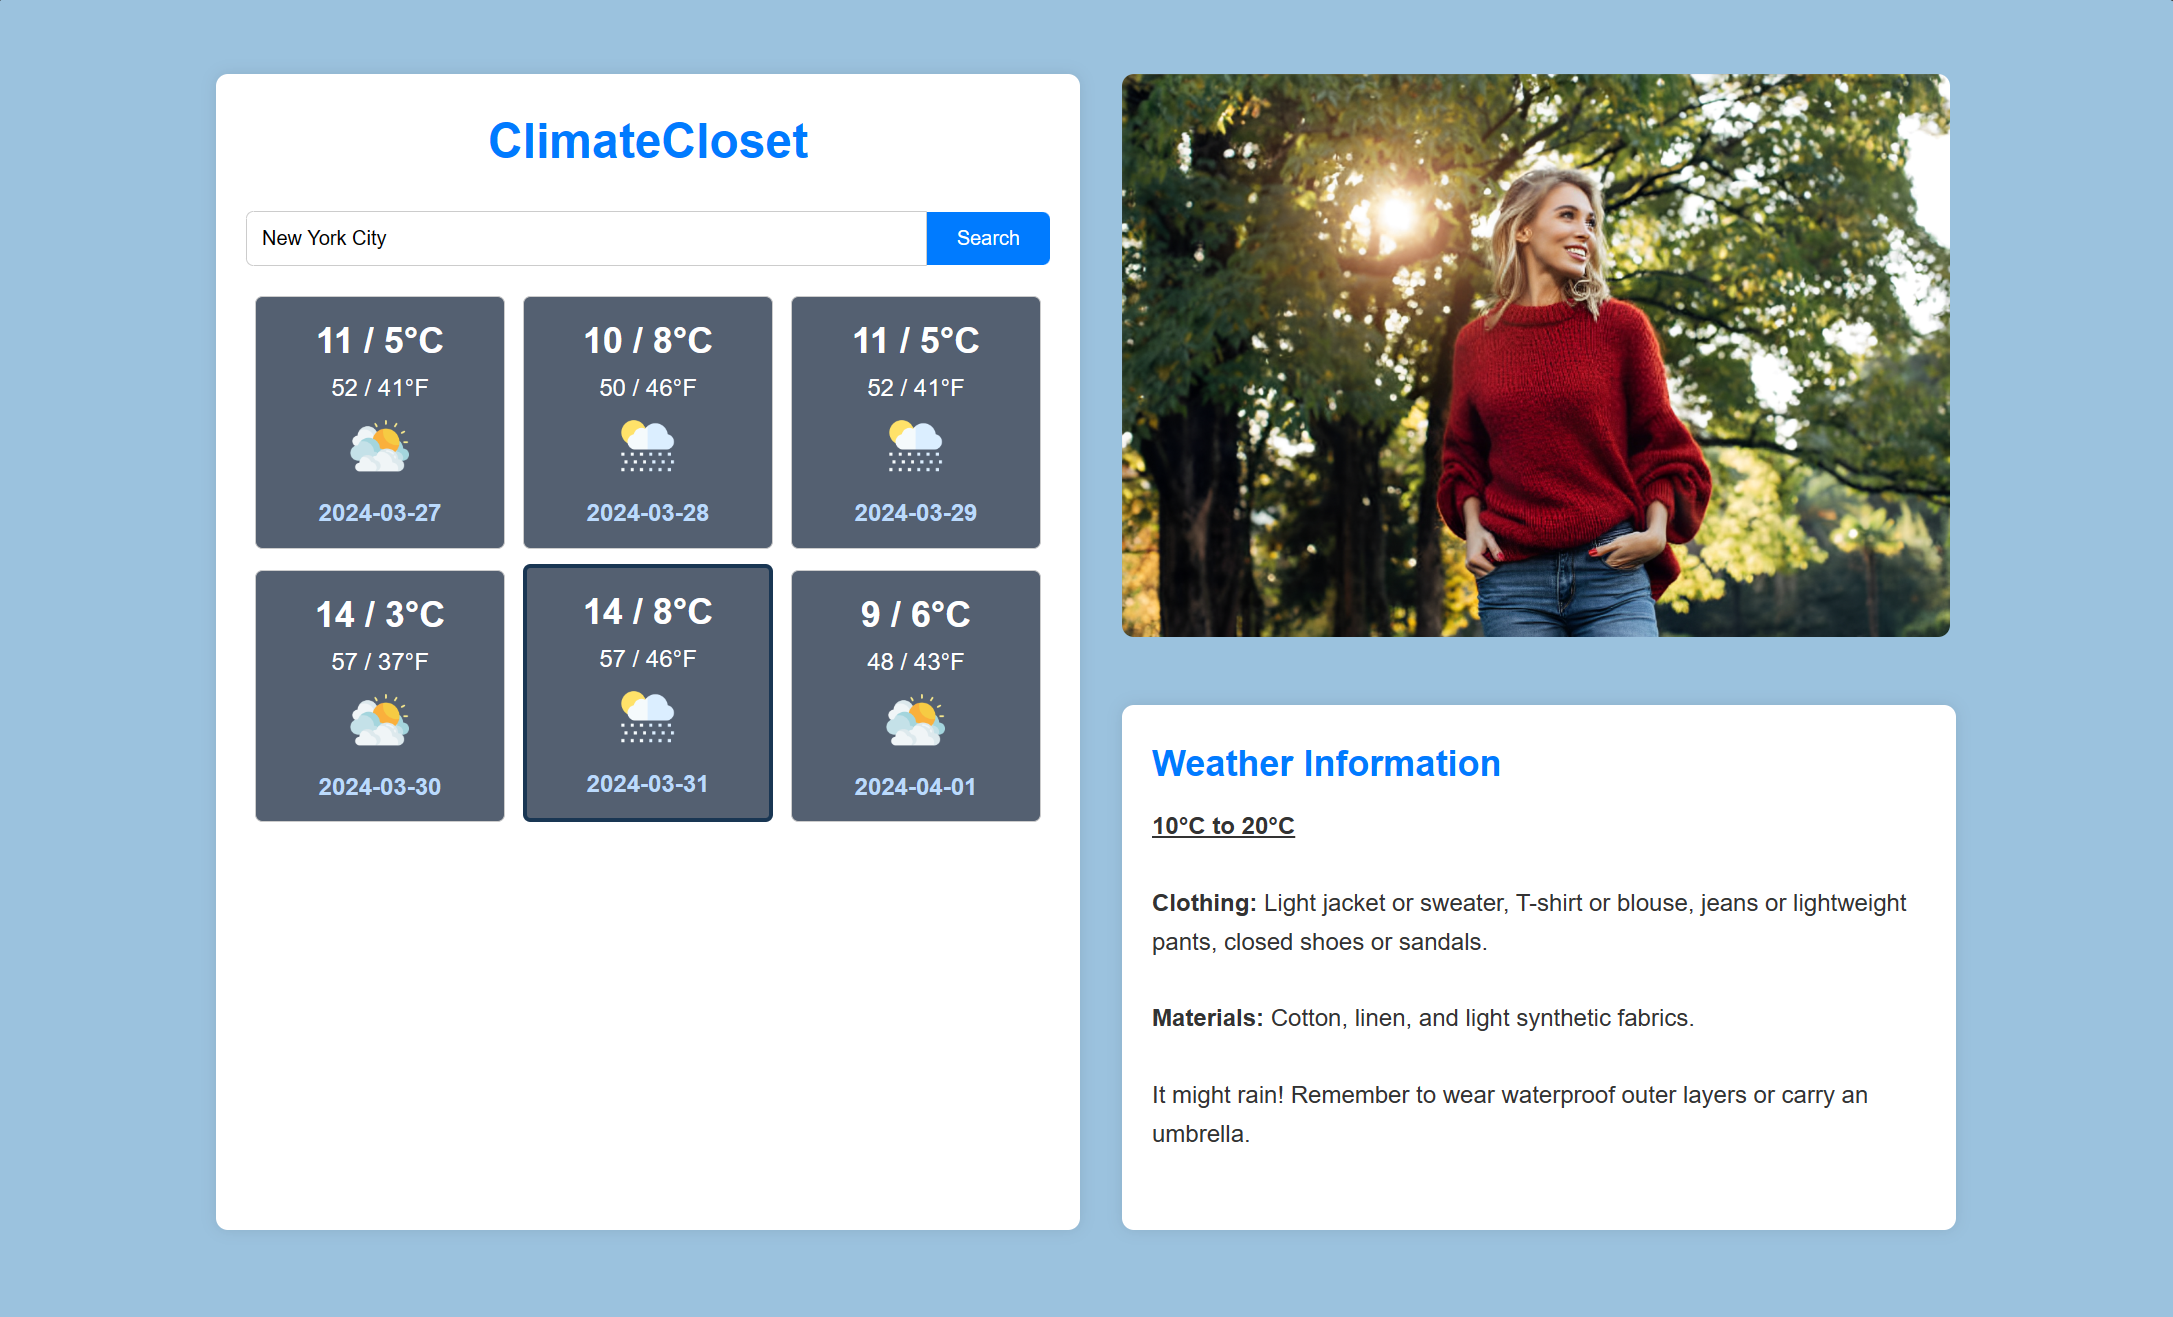 ClimateCloset
New York City
Search
11 / 5°C
52 / 41°F
2024-03-27
10 / 8°C
50 / 46°F
2024-03-28
11 / 5°C
52 / 41°F
2024-03-29
14 / 3°C
57 / 37°F
2024-03-30
14 / 8°C
57 / 46°F
2024-03-31
9 / 6°C
48 / 43°F
2024-04-01
Weather Information
10°C to 20°C
Clothing: Light jacket or sweater, T-shirt or blouse, jeans or lightweight
pants, closed shoes or sandals.
Materials: Cotton, linen, and light synthetic fabrics.
It might rain! Remember to wear waterproof outer layers or carry an
umbrella.